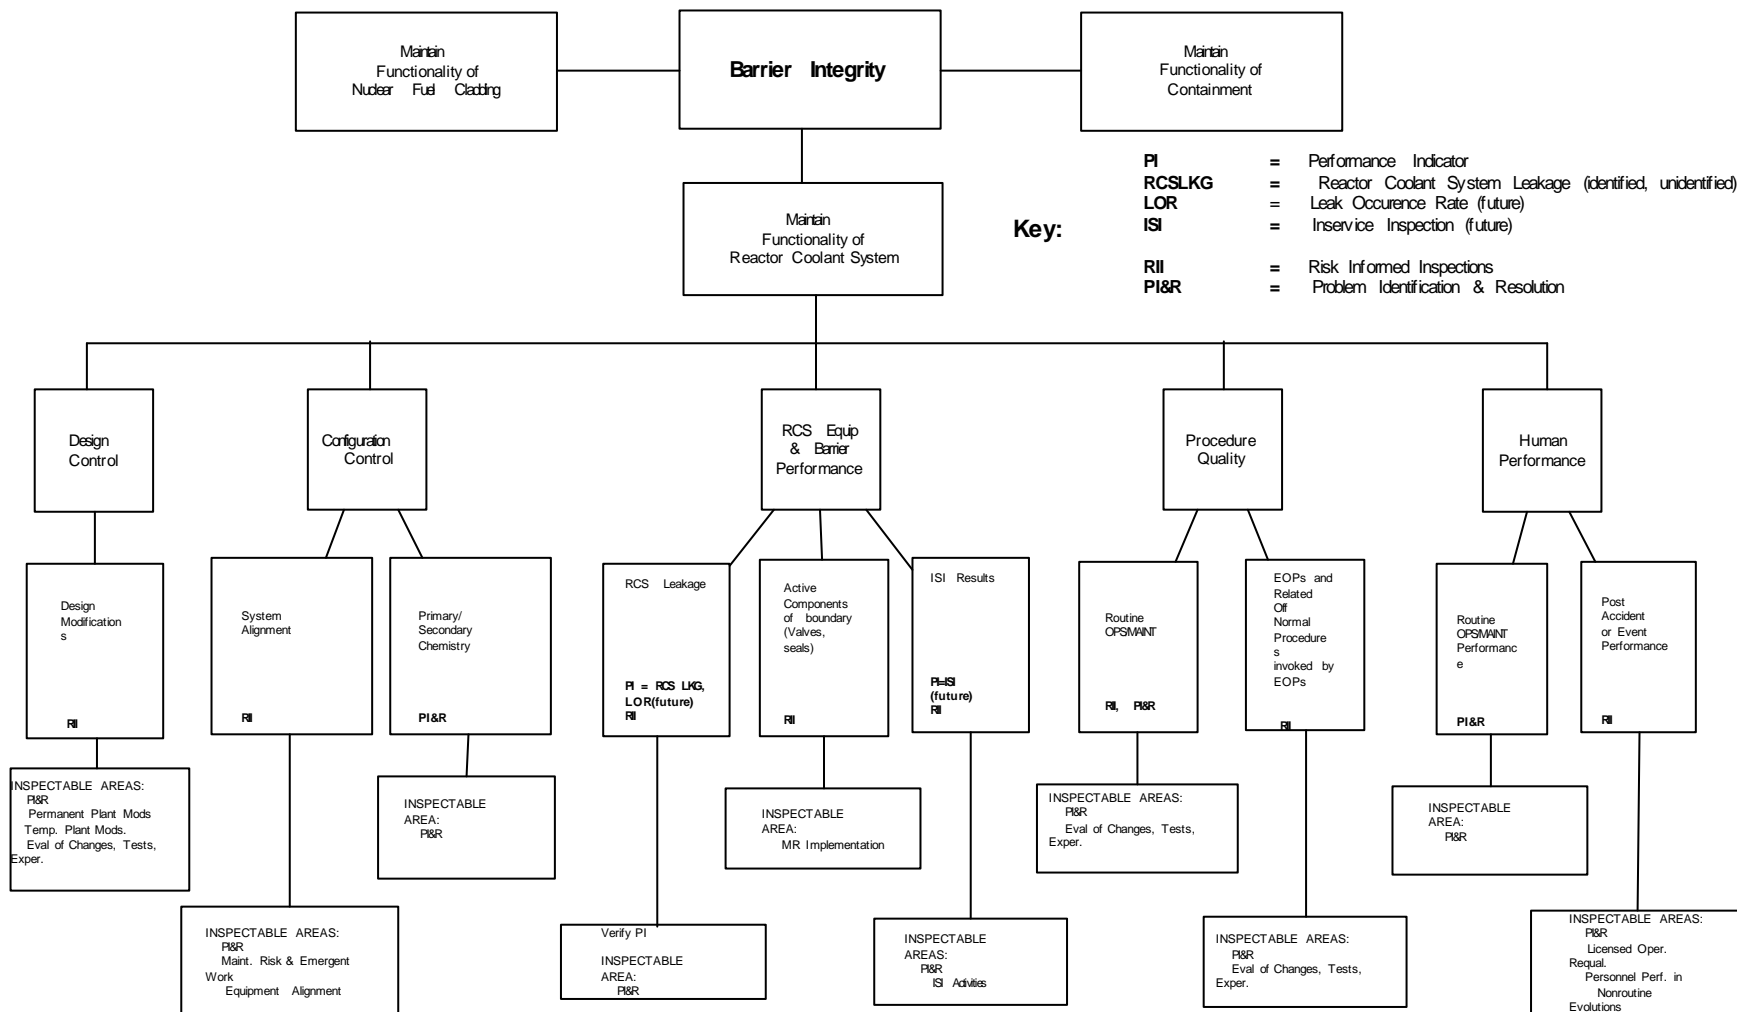 Maintain
Functionality of
Nuclear Fuel Cladding
Barrier Integrity
Maintain
Functionality of
Containment
Maintain
Functionality of
Reactor Coolant System
Key:
PI = Performance Indicator
RCSLKG = Reactor Coolant System Leakage (identified, unidentified)
LOR = Leak Occurence Rate (future)
ISI = Inservice Inspection (future)
RII = Risk Informed Inspections
PI&R = Problem Identification & Resolution
Design
Control
Configuration
Control
RCS Equip
& Barrier
Performance
Procedure
Quality
Human
Performance
Design
Modification
s
RII
System
Alignment
RII
Primary/
Secondary
Chemistry
PI&R
RCS Leakage
PI = RCS LKG,
LOR(future)
RII
Active
Components
of boundary
(Valves,
seals)
RII
ISI Results
PI=ISI
(future)
RII
Routine
OPS/MAINT
RII, PI&R
EOPs and
Related
Off
Normal
Procedure
s
invoked by
EOPs
RII
Routine
OPS/MAINT
Performanc
e
PI&R
Post
Accident
or Event
Performance
RII
INSPECTABLE AREAS:
PI&R
Permanent Plant Mods
Temp. Plant Mods.
Eval of Changes, Tests,
Exper.
INSPECTABLE AREAS:
PI&R
Maint. Risk & Emergent
Work
Equipment Alignment
INSPECTABLE
AREA:
PI&R
Verify PI
INSPECTABLE
AREA:
PI&R
INSPECTABLE
AREA:
MR Implementation
INSPECTABLE
AREAS:
PI&R
ISI Activities
INSPECTABLE AREAS:
PI&R
Eval of Changes, Tests,
Exper.
INSPECTABLE AREAS:
PI&R
Eval of Changes, Tests,
Exper.
INSPECTABLE
AREA:
PI&R
INSPECTABLE AREAS:
PI&R
Licensed Oper.
Requal.
Personnel Perf. in
Nonroutine
Evolutions